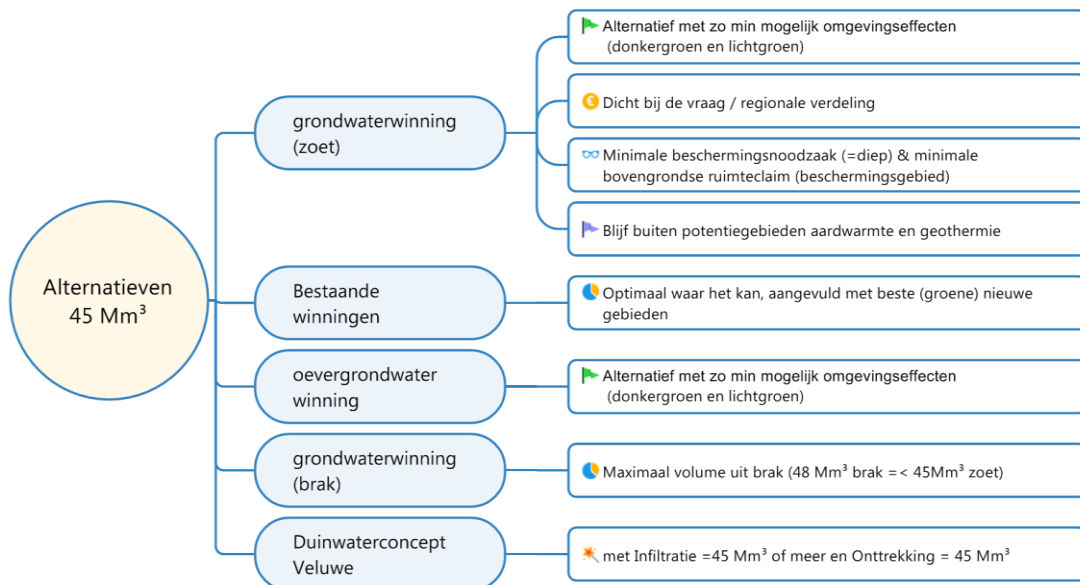 Alternatieven
45 Mm³
grondwaterwinning
(zoet)
Alternatief met zo min mogelijk omgevingseffecten
(donkergroen en lichtgroen)
Dicht bij de vraag / regionale verdeling
Minimale beschermingsnoodzaak (=diep) & minimale
bovengrondse ruimteclaim (beschermingsgebied)
Blijf buiten potentiegebieden aardwarmte en geothermie
Bestaande
winningen
Optimaal waar het kan, aangevuld met beste (groene) nieuwe
gebieden
oevergrondwater
winning
Alternatief met zo min mogelijk omgevingseffecten
(donkergroen en lichtgroen)
grondwaterwinning
(brak)
Maximaal volume uit brak (48 Mm³ brak =< 45Mm³ zoet)
Duinwaterconcept
Veluwe
met Infiltratie =45 Mm³ of meer en Onttrekking = 45 Mm³